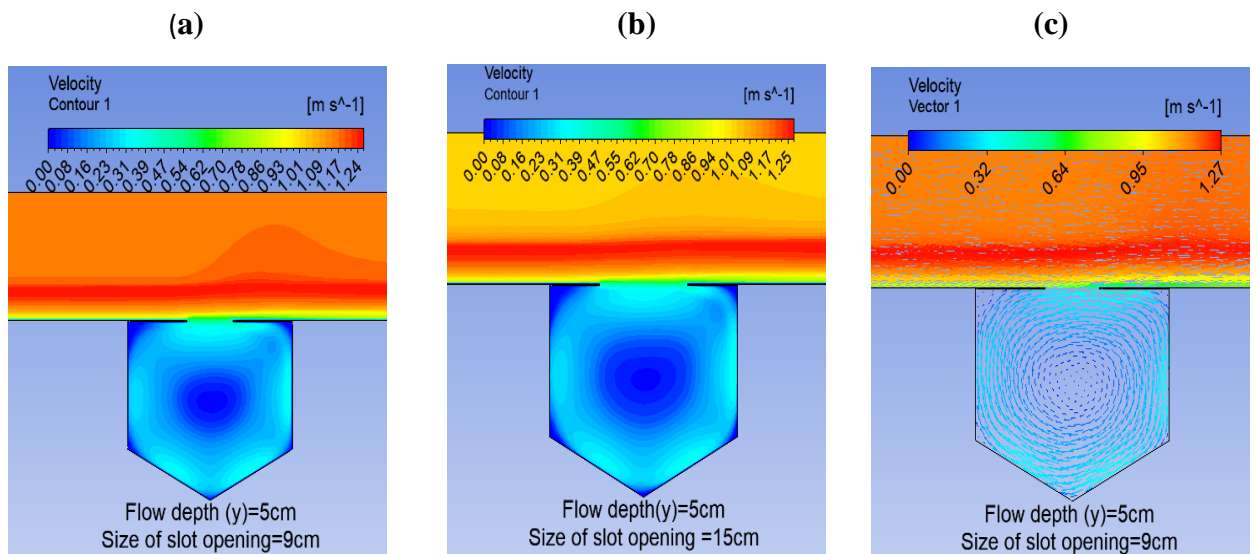 (a)
Velocity
Contour 1
[m s^-1]
0.00 0.08 0.16 0.23 0.31 0.39 0.47 0.54 0.62 0.70 0.78 0.86 0.93 1.01 1.09 1.17 1.24
Flow depth (y)=5cm
Size of slot opening=9cm
(b)
Velocity
Contour 1
[m s^-1]
0.00 0.08 0.16 0.23 0.31 0.39 0.47 0.55 0.62 0.70 0.78 0.86 0.94 1.01 1.09 1.17 1.25
Flow depth(y)=5cm
Size of slot opening =15cm
(c)
Velocity
Vector 1
[m s^-1]
0.00 0.32 0.64 0.95 1.27
Flow depth (y)=5cm
Size of slot opening=9cm